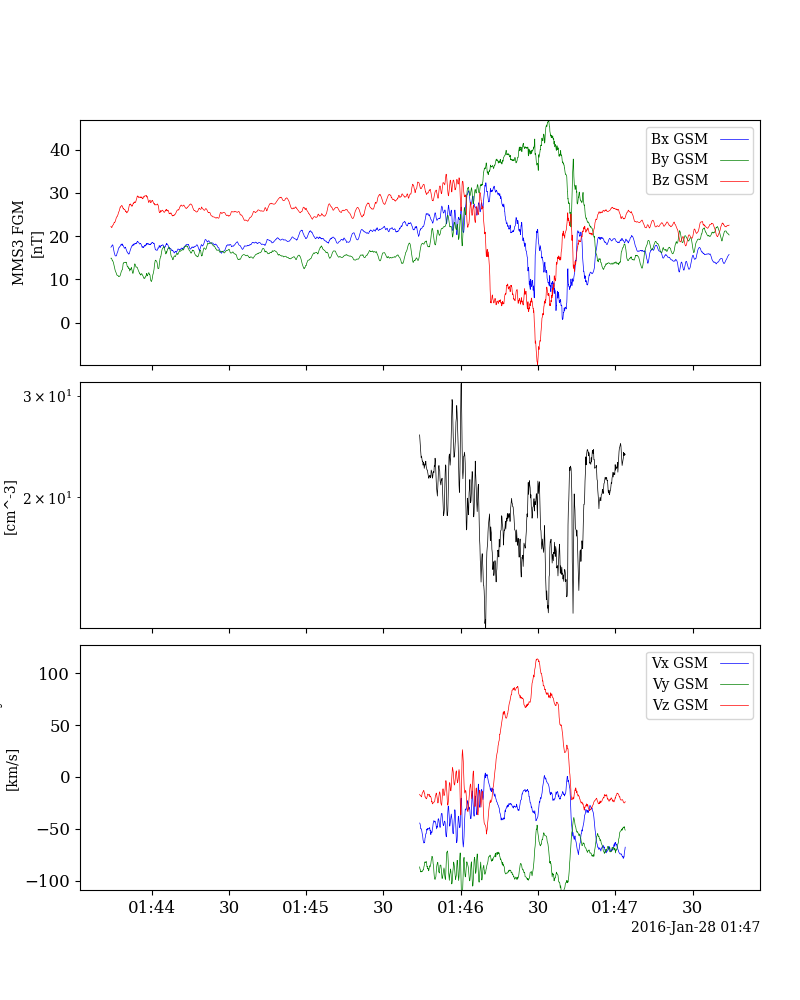 MMS3 FGM
[nT]
40
30
20
10
0
Bx GSM
By GSM
Bz GSM
[cm^-3]
3 × 10¹
2 × 10¹
[km/s]
100
50
0
−50
−100
Vx GSM
Vy GSM
Vz GSM
01:44 30 01:45 30 01:46 30 01:47 30
2016-Jan-28 01:47